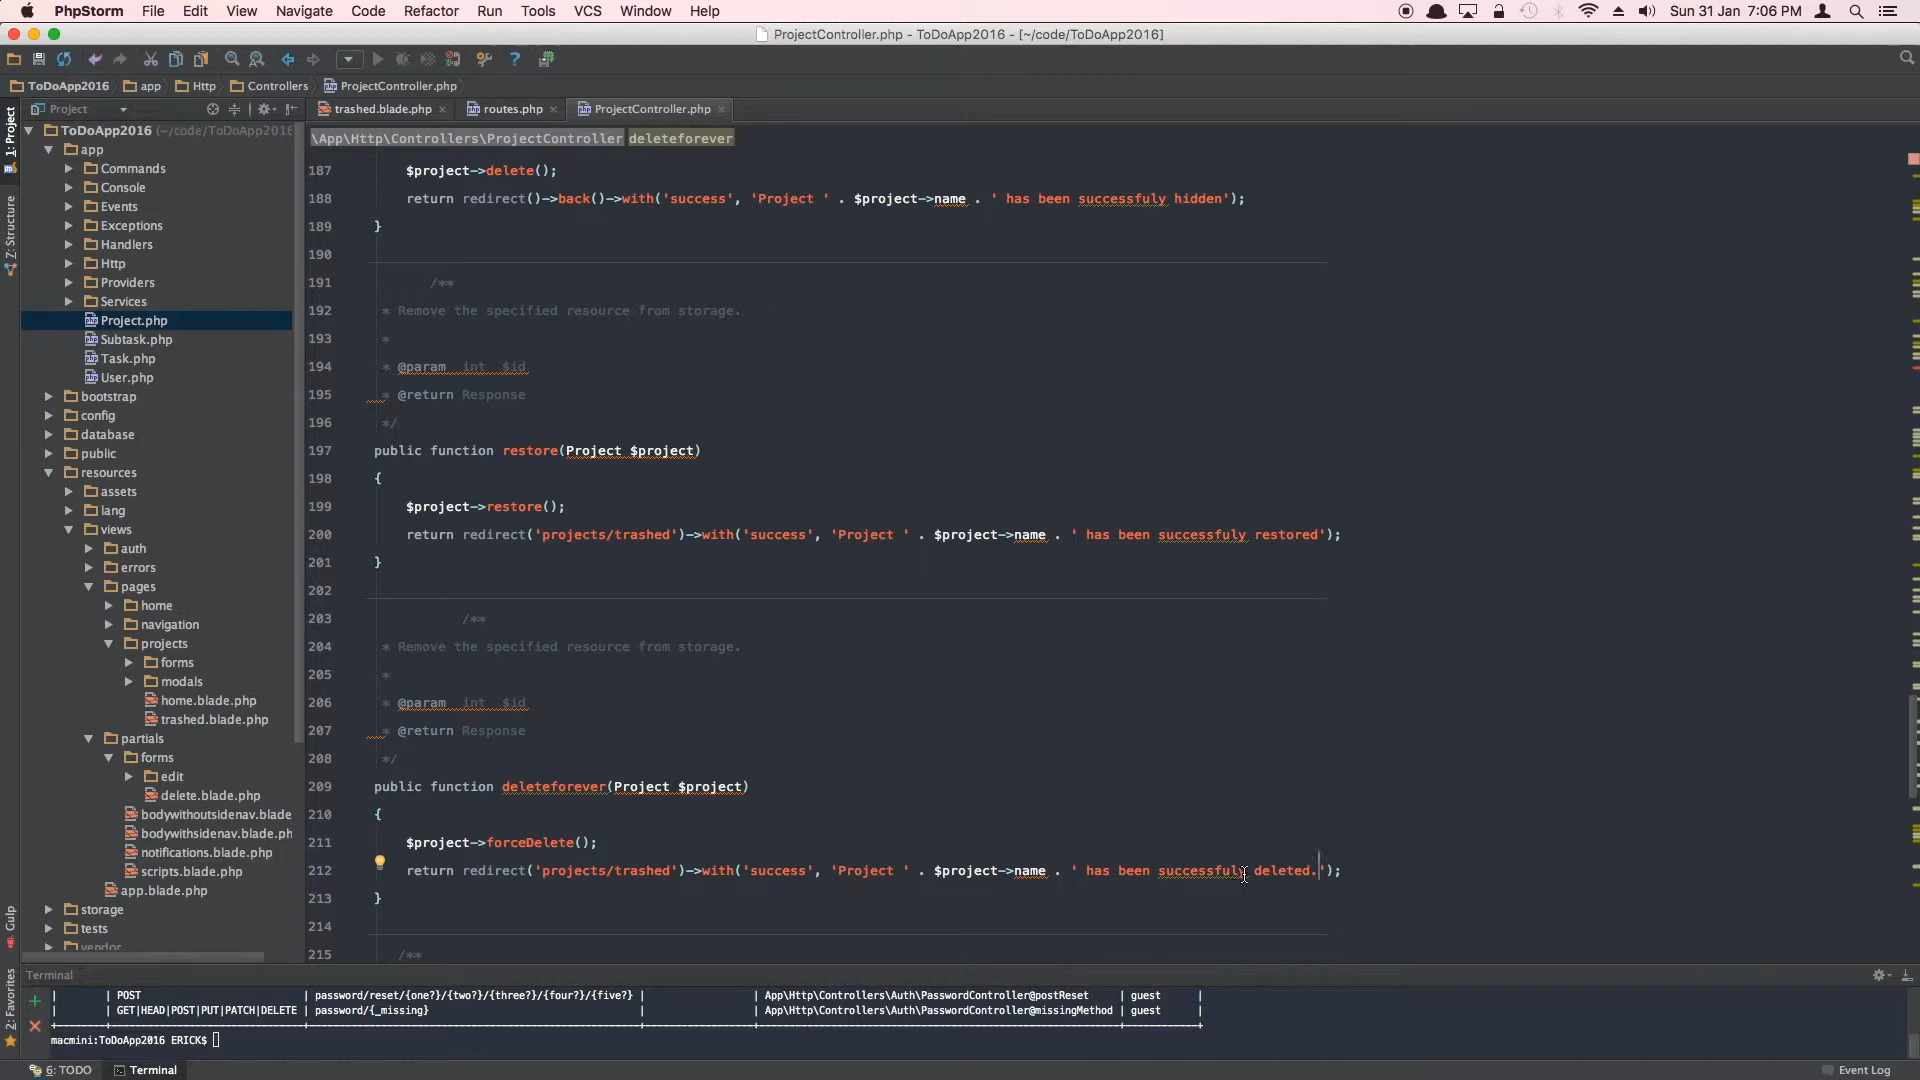 PhpStorm File Edit View Navigate Code Refactor Run Tools VCS Window Help Sun 31 Jan 7:06 PM
ProjectController.php - ToDoApp2016 - [~/code/ToDoApp2016]
ToDoApp2016 app Http Controllers ProjectController.php
Project trashed.blade.php routes.php ProjectController.php
\App\Http\Controllers\ProjectController deleteforever
1: Project
Z: Structure
Gulp
2: Favorites
ToDoApp2016 (~/code/ToDoApp2016
app
Commands
Console
Events
Exceptions
Handlers
Http
Providers
Services
Project.php
Subtask.php
Task.php
User.php
bootstrap
config
database
public
resources
assets
lang
views
auth
errors
pages
home
navigation
projects
forms
modals
home.blade.php
trashed.blade.php
partials
forms
edit
delete.blade.php
bodywithoutsidenav.blade
bodywithsidenav.blade.ph
notifications.blade.php
scripts.blade.php
app.blade.php
storage
tests
vendor
187 $project->delete();
188 return redirect()->back()->with('success', 'Project ' . $project->name . ' has been successfuly hidden');
189 }
190
191 /**
192 * Remove the specified resource from storage.
193 *
194 * @param int $id
195 * @return Response
196 */
197 public function restore(Project $project)
198 {
199 $project->restore();
200 return redirect('projects/trashed')->with('success', 'Project ' . $project->name . ' has been successfuly restored');
201 }
202
203 /**
204 * Remove the specified resource from storage.
205 *
206 * @param int $id
207 * @return Response
208 */
209 public function deleteforever(Project $project)
210 {
211 $project->forceDelete();
212 return redirect('projects/trashed')->with('success', 'Project ' . $project->name . ' has been successfuly deleted.');
213 }
214
215 /**
Terminal
| | POST | password/reset/{one?}/{two?}/{three?}/{four?}/{five?} | | App\Http\Controllers\Auth\PasswordController@postReset | guest |
| | GET|HEAD|POST|PUT|PATCH|DELETE | password/{_missing} | | App\Http\Controllers\Auth\PasswordController@missingMethod | guest |
macmini:ToDoApp2016 ERICK$
6: TODO Terminal Event Log